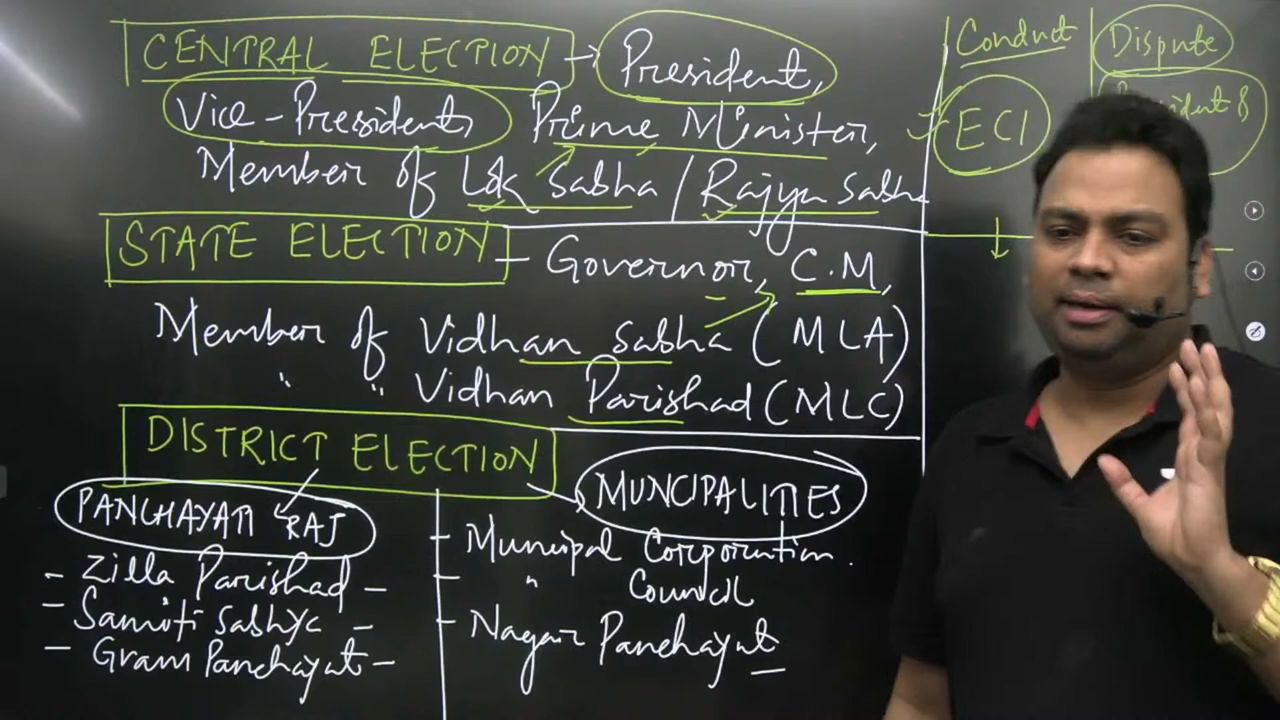 CENTRAL ELECTION → President,
Vice-President, Prime Minister,
Member of Lok Sabha / Rajya Sabha
STATE ELECTION — Governor, C.M,
Member of Vidhan Sabha (MLA)
" " Vidhan Parishad (MLC)
DISTRICT ELECTION
PANCHAYATI RAJ
- Zilla Parishad -
- Samiti Sabhya -
- Gram Panchayat -
MUNCIPALITIES
- Municipal Corporation.
- " Council
- Nagar Panchayat
Conduct
ECI
Dispute
&